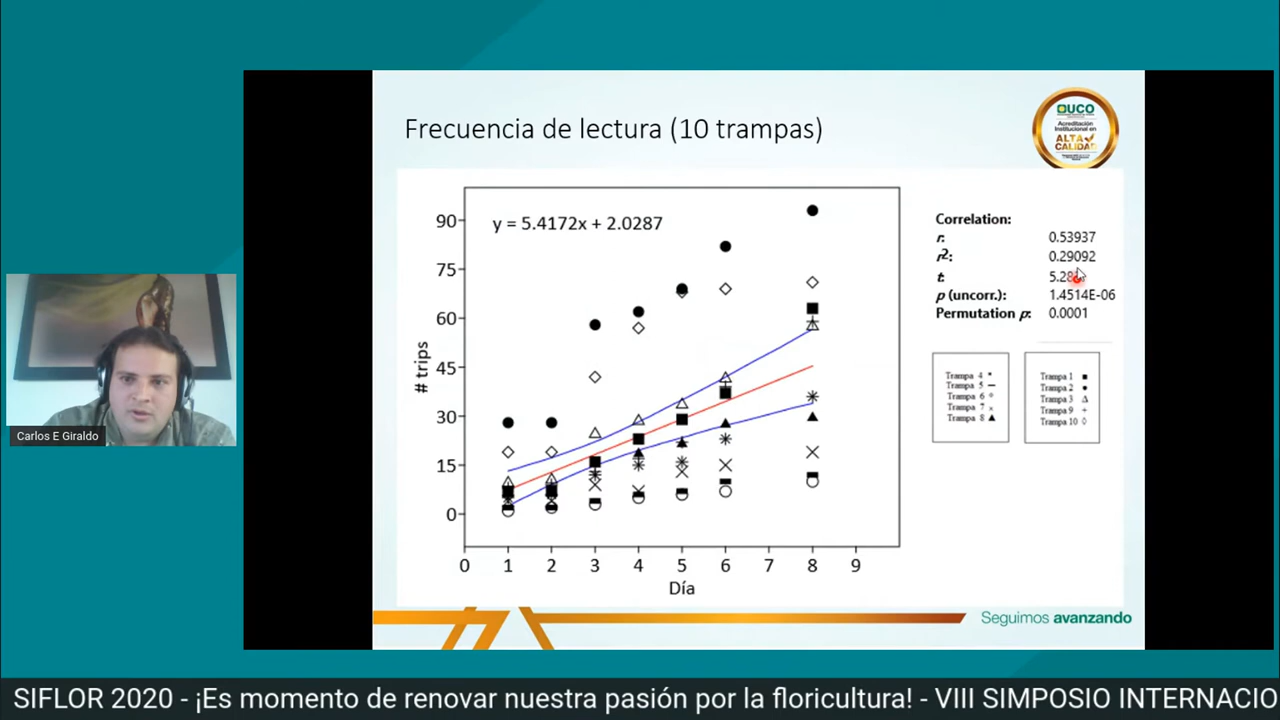 Frecuencia de lectura (10 trampas)
UCO
Acreditación
Institucional en
ALTA
CALIDAD
y = 5.4172x + 2.0287
# trips
90
75
60
45
30
15
0
0 1 2 3 4 5 6 7 8 9
Día
Correlation:
r: 0.53937
r2: 0.29092
t: 5.28
p (uncorr.): 1.4514E-06
Permutation p: 0.0001
Trampa 4
Trampa 5
Trampa 6
Trampa 7
Trampa 8
Trampa 1
Trampa 2
Trampa 3
Trampa 9
Trampa 10
Carlos E Giraldo
Seguimos avanzando
SIFLOR 2020 - ¡Es momento de renovar nuestra pasión por la floricultura! - VIII SIMPOSIO INTERNACIO